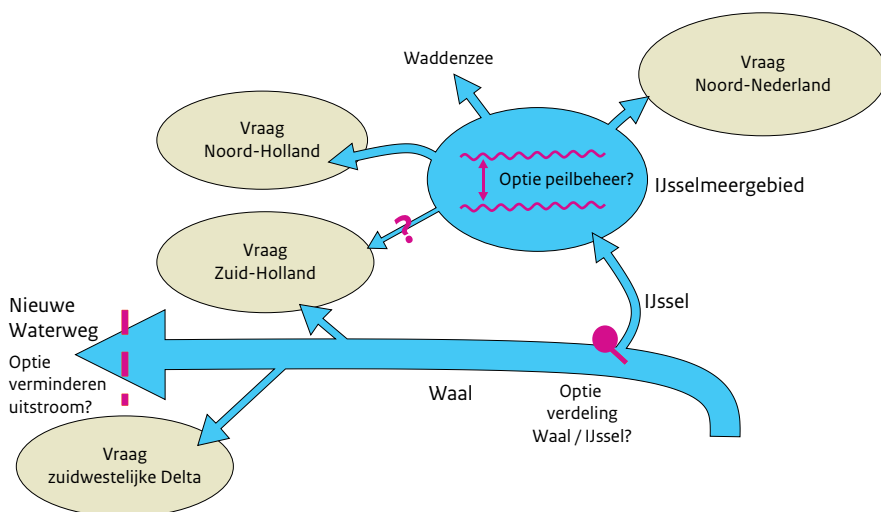 Waddenzee
Vraag
Noord-Nederland
Vraag
Noord-Holland
Optie peilbeheer?
IJsselmeergebied
?
Vraag
Zuid-Holland
Nieuwe
Waterweg
IJssel
Optie
verminderen
uitstroom?
Waal
Optie
verdeling
Waal / IJssel?
Vraag
zuidwestelijke Delta